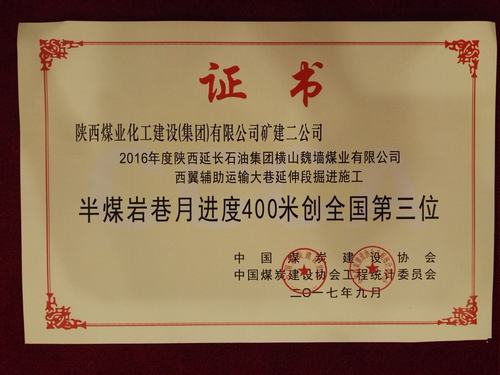 证书
陕西煤业化工建设(集团)有限公司矿建二公司
2016年度陕西延长石油集团横山魏墙煤业有限公司
西翼辅助运输大巷延伸段掘进施工
半煤岩巷月进度400米创全国第三位
中国煤炭建设协会
中国煤炭建设协会工程统计委员会
二〇一七年九月